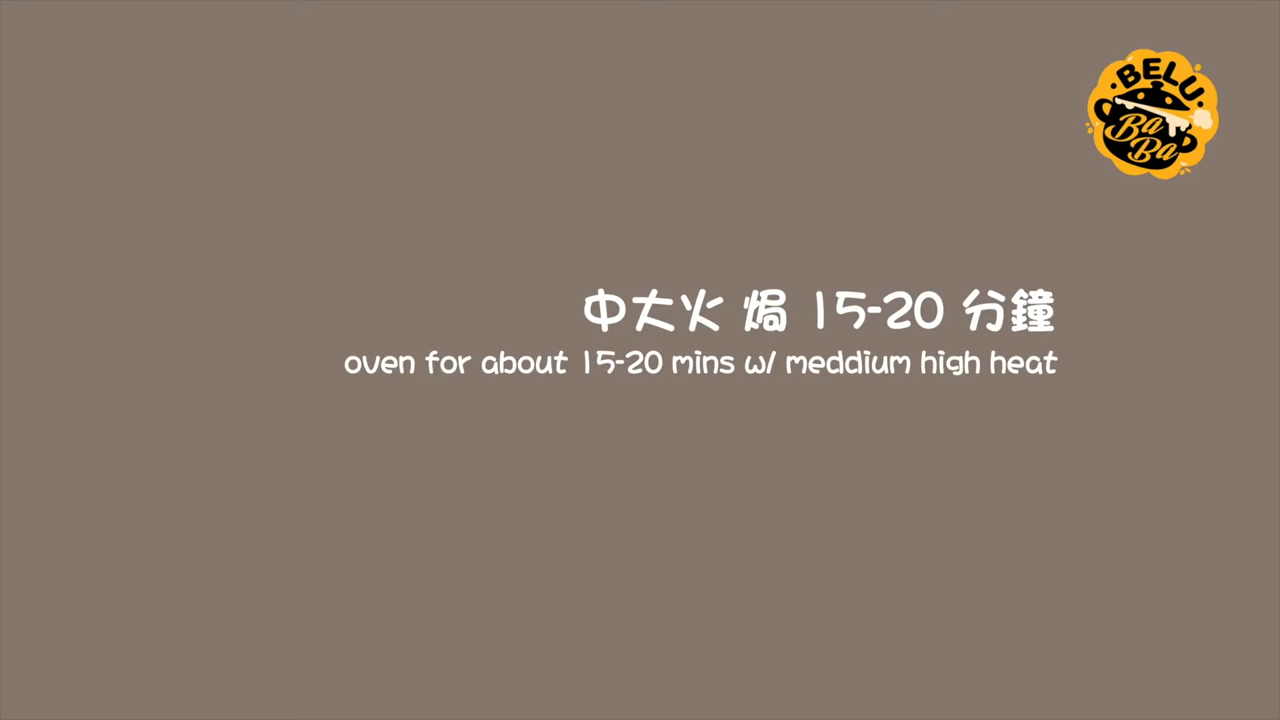 BELU
Ba
Ba
中大火 焗 15-20 分鐘
oven for about 15-20 mins w/ meddium high heat